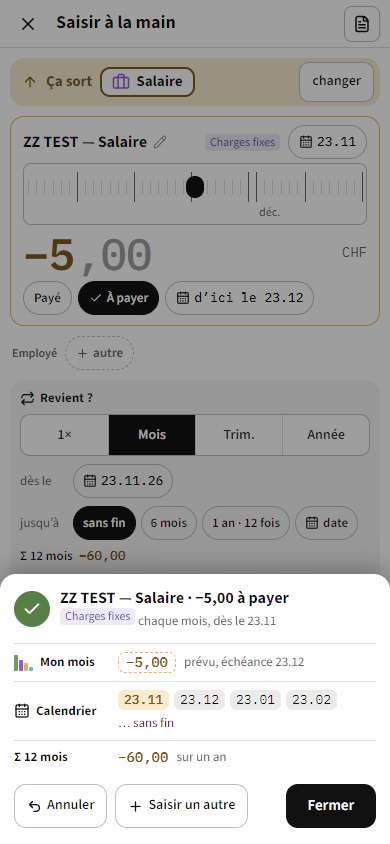 Saisir à la main
Ça sort Salaire changer
ZZ TEST — Salaire Charges fixes 23.11
déc.
−5,00 CHF
Payé À payer d’ici le 23.12
Employé + autre
Revient ?
1× Mois Trim. Année
dès le 23.11.26
jusqu’à sans fin 6 mois 1 an · 12 fois date
Σ 12 mois −60,00
ZZ TEST — Salaire · −5,00 à payer
Charges fixes chaque mois, dès le 23.11
Mon mois −5,00 prévu, échéance 23.12
Calendrier 23.11 23.12 23.01 23.02
… sans fin
Σ 12 mois −60,00 sur un an
Annuler + Saisir un autre Fermer